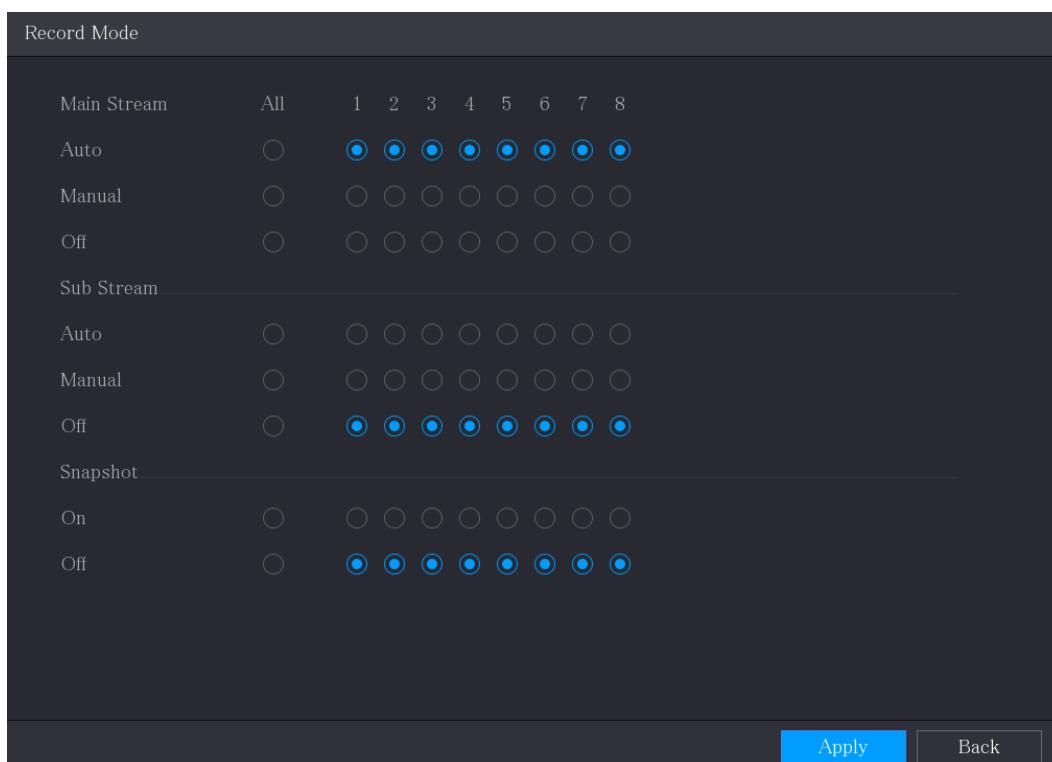 Record Mode
Main Stream All 1 2 3 4 5 6 7 8
Auto
Manual
Off
Sub Stream
Auto
Manual
Off
Snapshot
On
Off
Apply Back